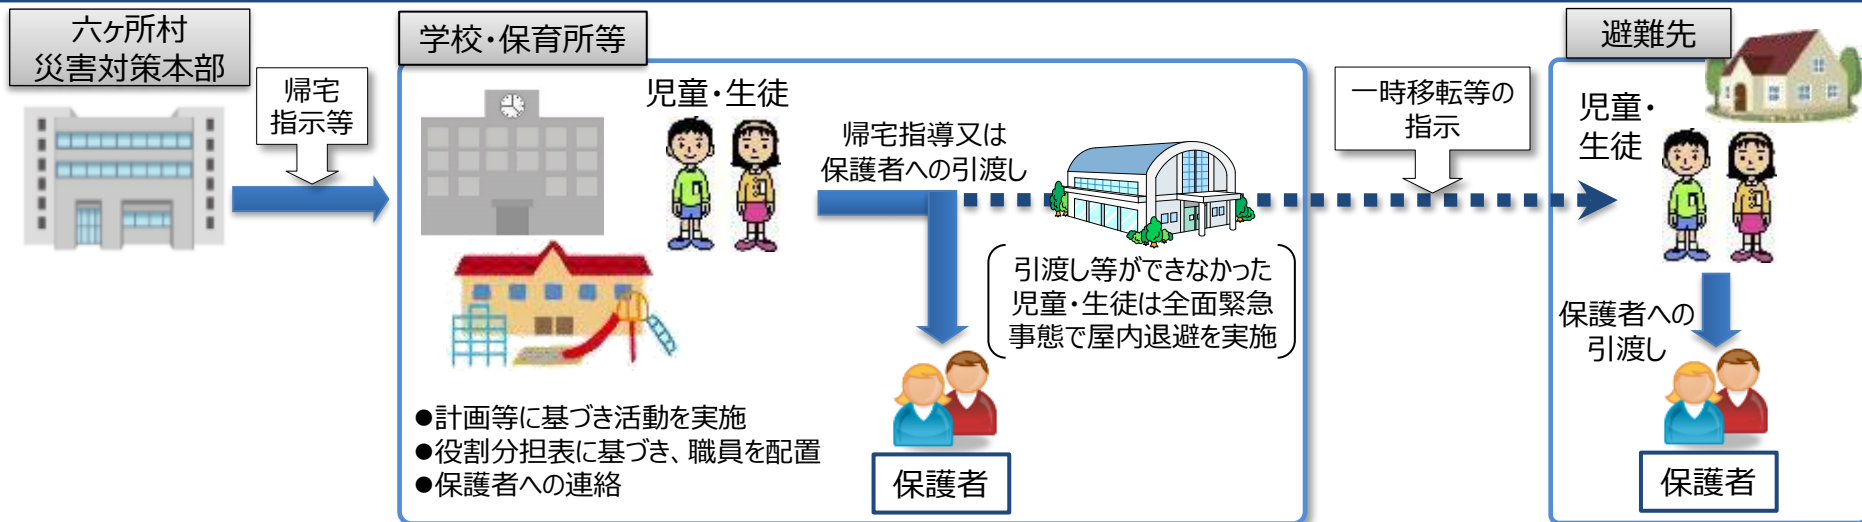 六ヶ所村
災害対策本部
帰宅
指示等
学校・保育所等
児童・生徒
帰宅指導又は
保護者への引渡し
引渡し等ができなかった
児童・生徒は全面緊急
事態で屋内退避を実施
●計画等に基づき活動を実施
●役割分担表に基づき、職員を配置
●保護者への連絡
保護者
一時移転等の
指示
避難先
児童・
生徒
保護者への
引渡し
保護者